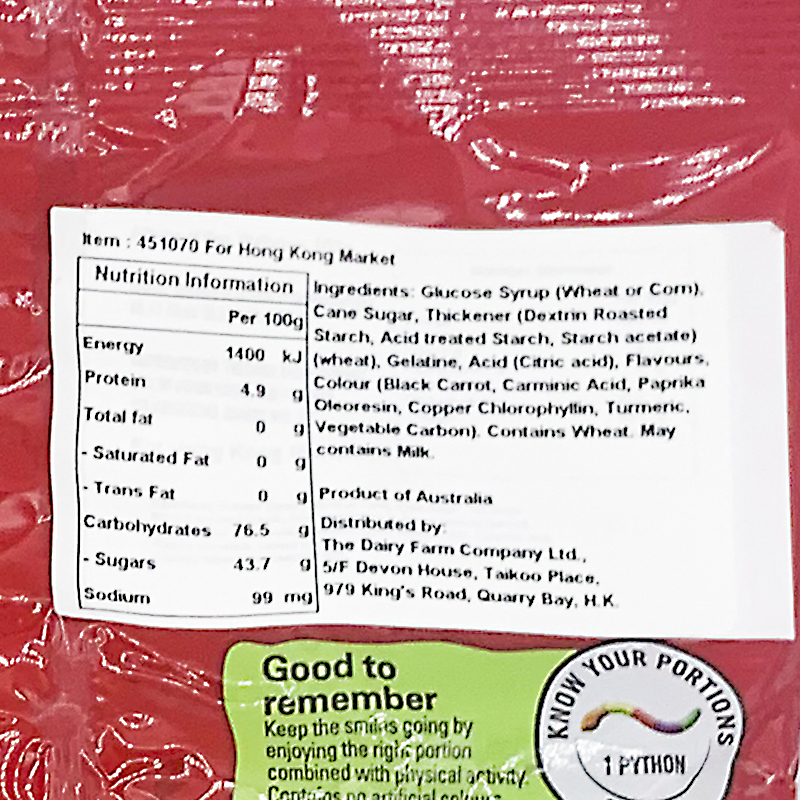 Item : 451070 For Hong Kong Market
Nutrition Information
Per 100g
Energy 1400 kJ
Protein 4.9 g
Total fat 0 g
- Saturated Fat 0 g
- Trans Fat 0 g
Carbohydrates 76.5 g
- Sugars 43.7 g
Sodium 99 mg
Ingredients: Glucose Syrup (Wheat or Corn),
Cane Sugar, Thickener (Dextrin Roasted
Starch, Acid treated Starch, Starch acetate)
(wheat), Gelatine, Acid (Citric acid), Flavours,
Colour (Black Carrot, Carminic Acid, Paprika
Oleoresin, Copper Chlorophyllin, Turmeric,
Vegetable Carbon). Contains Wheat. May
contains Milk.
Product of Australia
Distributed by:
The Dairy Farm Company Ltd.,
5/F Devon House, Taikoo Place,
979 King's Road, Quarry Bay, H.K.
Good to
remember
Keep the smiles going by
enjoying the right portion
combined with physical activity.
Contains no artificial colours
KNOW YOUR PORTIONS
1 PYTHON